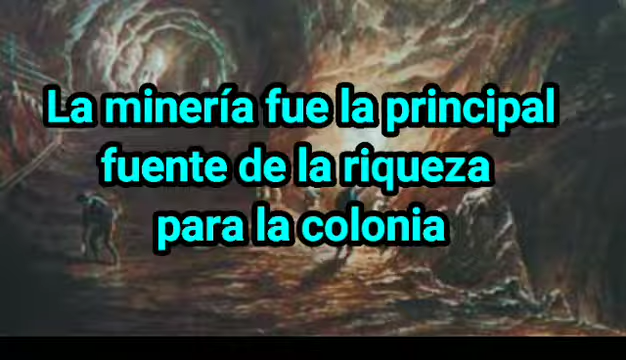 La minería fue la principal
fuente de la riqueza
para la colonia